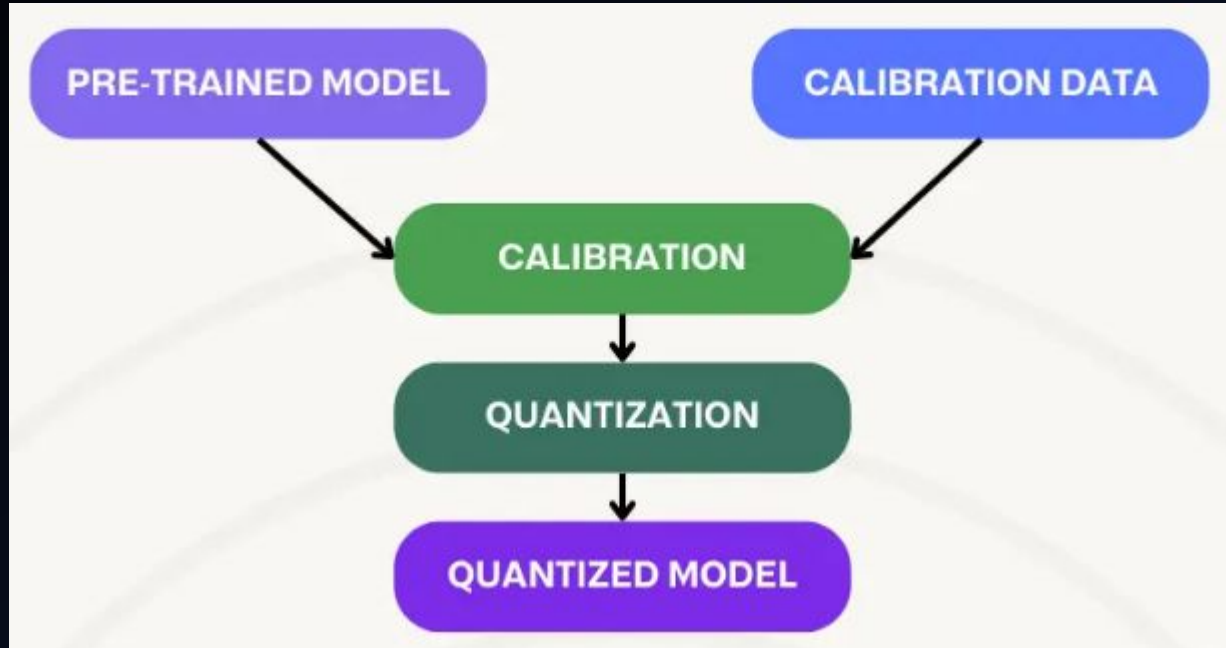 PRE-TRAINED MODEL
CALIBRATION DATA
CALIBRATION
QUANTIZATION
QUANTIZED MODEL